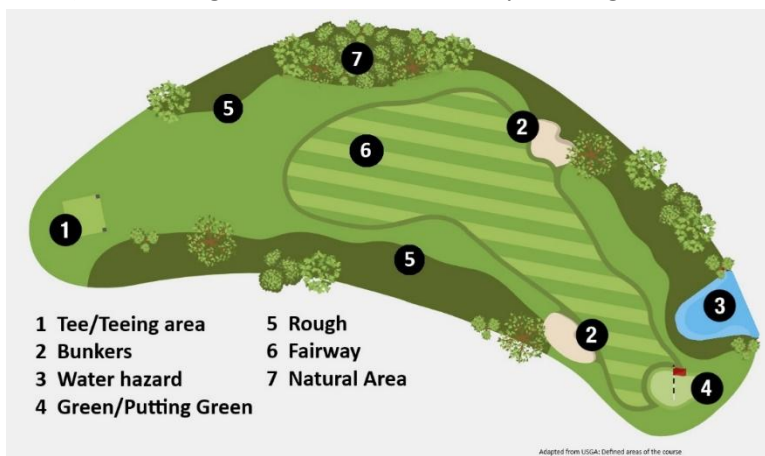 7
5
2
6
1
5
3
2
4
1 Tee/Teeing area
2 Bunkers
3 Water hazard
4 Green/Putting Green
5 Rough
6 Fairway
7 Natural Area
Adapted from USGA: Defined areas of the course